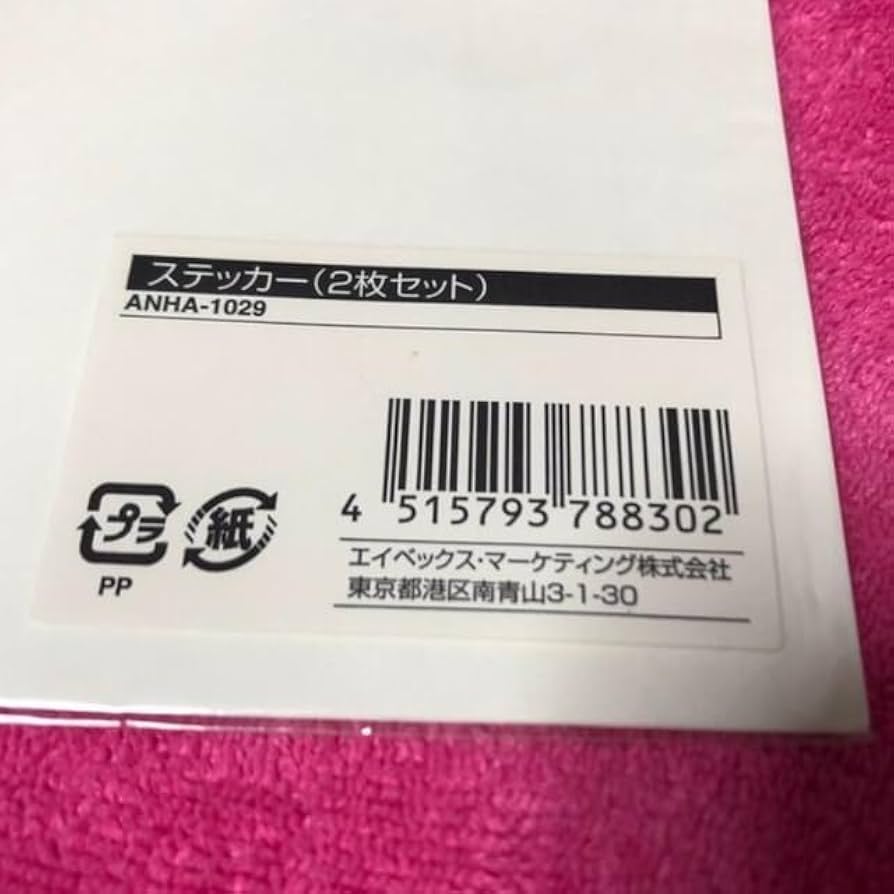 ステッカー(2枚セット)
ANHA-1029
4 515793 788302
プラ 紙
PP
エイベックス・マーケティング株式会社
東京都港区南青山3-1-30